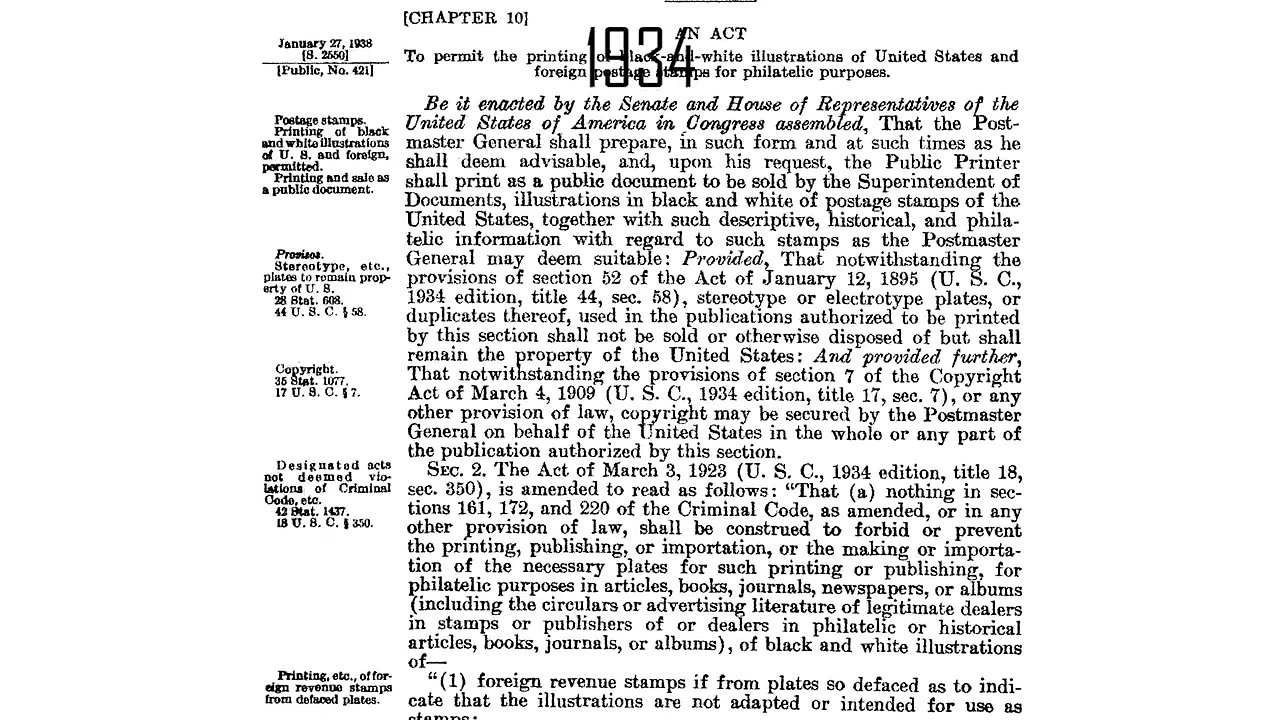 [CHAPTER 10]
AN ACT
1934
January 27, 1938
[S. 2550]
[Public, No. 421]
To permit the printing of black-and-white illustrations of United States and
foreign postage stamps for philatelic purposes.
Be it enacted by the Senate and House of Representatives of the
United States of America in Congress assembled, That the Post-
master General shall prepare, in such form and at such times as he
shall deem advisable, and, upon his request, the Public Printer
shall print as a public document to be sold by the Superintendent of
Documents, illustrations in black and white of postage stamps of the
United States, together with such descriptive, historical, and phila-
telic information with regard to such stamps as the Postmaster
General may deem suitable: Provided, That notwithstanding the
provisions of section 52 of the Act of January 12, 1895 (U. S. C.,
1934 edition, title 44, sec. 58), stereotype or electrotype plates, or
duplicates thereof, used in the publications authorized to be printed
by this section shall not be sold or otherwise disposed of but shall
remain the property of the United States: And provided further,
That notwithstanding the provisions of section 7 of the Copyright
Act of March 4, 1909 (U. S. C., 1934 edition, title 17, sec. 7), or any
other provision of law, copyright may be secured by the Postmaster
General on behalf of the United States in the whole or any part of
the publication authorized by this section.
SEC. 2. The Act of March 3, 1923 (U. S. C., 1934 edition, title 18,
sec. 350), is amended to read as follows: "That (a) nothing in sec-
tions 161, 172, and 220 of the Criminal Code, as amended, or in any
other provision of law, shall be construed to forbid or prevent
the printing, publishing, or importation, or the making or importa-
tion of the necessary plates for such printing or publishing, for
philatelic purposes in articles, books, journals, newspapers, or albums
(including the circulars or advertising literature of legitimate dealers
in stamps or publishers of or dealers in philatelic or historical
articles, books, journals, or albums), of black and white illustrations
of—
"(1) foreign revenue stamps if from plates so defaced as to indi-
cate that the illustrations are not adapted or intended for use as
stamps;
Postage stamps.
Printing of black
and white illustrations
of U. S. and foreign,
permitted.
Printing and sale as
a public document.
Provisos.
Stereotype, etc.,
plates to remain prop-
erty of U. S.
28 Stat. 608.
44 U. S. C. § 58.
Copyright.
35 Stat. 1077.
17 U. S. C. § 7.
Designated acts
not deemed vio-
lations of Criminal
Code, etc.
42 Stat. 1437.
18 U. S. C. § 350.
Printing, etc., of for-
eign revenue stamps
from defaced plates.